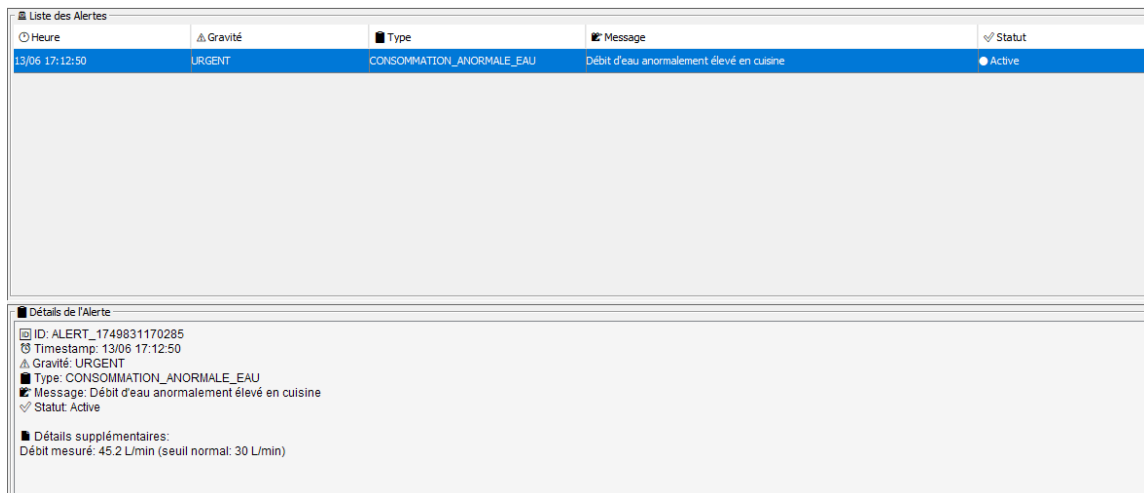 Liste des Alertes
Heure Gravité Type Message Statut
13/06 17:12:50 URGENT CONSOMMATION_ANORMALE_EAU Débit d'eau anormalement élevé en cuisine Active
Détails de l'Alerte
ID ID: ALERT_1749831170285
Timestamp: 13/06 17:12:50
Gravité: URGENT
Type: CONSOMMATION_ANORMALE_EAU
Message: Débit d'eau anormalement élevé en cuisine
Statut: Active
Détails supplémentaires:
Débit mesuré: 45.2 L/min (seuil normal: 30 L/min)